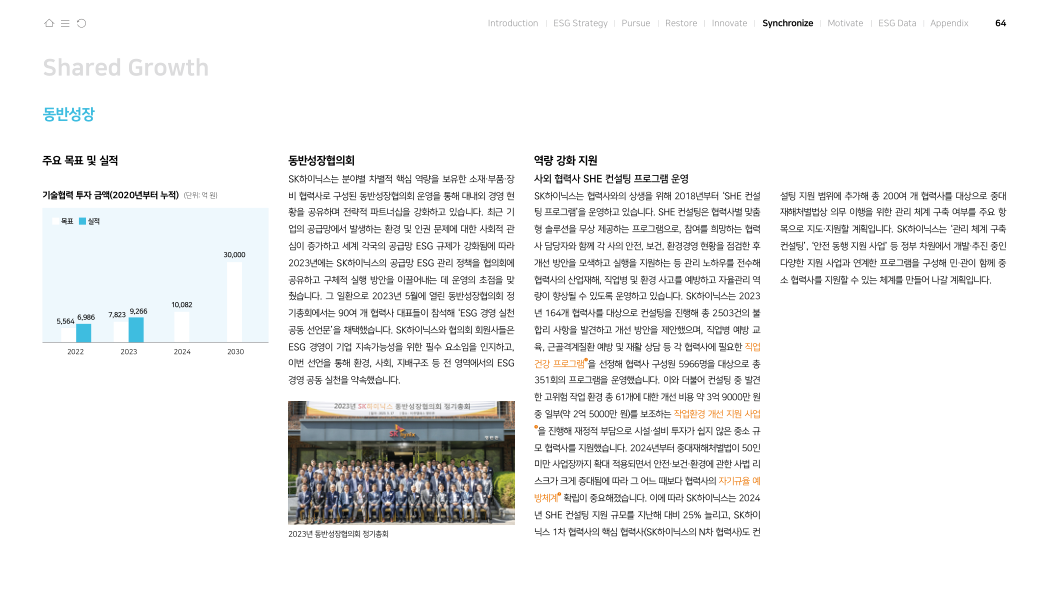 Introduction | ESG Strategy | Pursue | Restore | Innovate | Synchronize | Motivate | ESG Data | Appendix 64
Shared Growth
동반성장
주요 목표 및 실적
기술협력 투자 금액(2020년부터 누적) (단위: 억 원)
목표 실적
5,564 6,986 7,823 9,266 10,082 30,000
2022 2023 2024 2030
동반성장협의회
SK하이닉스는 분야별 차별적 핵심 역량을 보유한 소재·부품·장
비 협력사로 구성된 동반성장협의회 운영을 통해 대내외 경영 현
황을 공유하며 전략적 파트너십을 강화하고 있습니다. 최근 기
업의 공급망에서 발생하는 환경 및 인권 문제에 대한 사회적 관
심이 증가하고 세계 각국의 공급망 ESG 규제가 강화됨에 따라
2023년에는 SK하이닉스의 공급망 ESG 관리 정책을 협의회에
공유하고 구체적 실행 방안을 이끌어내는 데 운영의 초점을 맞
췄습니다. 그 일환으로 2023년 5월에 열린 동반성장협의회 정
기총회에서는 90여 개 협력사 대표들이 참석해 ‘ESG 경영 실천
공동 선언문’을 채택했습니다. SK하이닉스와 협의회 회원사들은
ESG 경영이 기업 지속가능성을 위한 필수 요소임을 인지하고,
이번 선언을 통해 환경, 사회, 지배구조 등 전 영역에서의 ESG
경영 공동 실천을 약속했습니다.
2023년 SK하이닉스 동반성장협의회 정기총회
SK hynix
2023년 동반성장협의회 정기총회
역량 강화 지원
사외 협력사 SHE 컨설팅 프로그램 운영
SK하이닉스는 협력사와의 상생을 위해 2018년부터 ‘SHE 컨설
팅 프로그램’을 운영하고 있습니다. SHE 컨설팅은 협력사별 맞춤
형 솔루션을 무상 제공하는 프로그램으로, 참여를 희망하는 협력
사 담당자와 함께 각 사의 안전, 보건, 환경경영 현황을 점검한 후
개선 방안을 모색하고 실행을 지원하는 등 관리 노하우를 전수해
협력사의 산업재해, 직업병 및 환경 사고를 예방하고 자율관리 역
량이 향상될 수 있도록 운영하고 있습니다. SK하이닉스는 2023
년 164개 협력사를 대상으로 컨설팅을 진행해 총 2503건의 불
합리 사항을 발견하고 개선 방안을 제안했으며, 직업병 예방 교
육, 근골격계질환 예방 및 재활 상담 등 각 협력사에 필요한 직업
건강 프로그램을 선정해 협력사 구성원 5966명을 대상으로 총
351회의 프로그램을 운영했습니다. 이와 더불어 컨설팅 중 발견
한 고위험 작업 환경 총 61개에 대한 개선 비용 약 3억 9000만 원
중 일부(약 2억 5000만 원)를 보조하는 작업환경 개선 지원 사업
을 진행해 재정적 부담으로 시설·설비 투자가 쉽지 않은 중소 규
모 협력사를 지원했습니다. 2024년부터 중대재해처벌법이 50인
미만 사업장까지 확대 적용되면서 안전·보건·환경에 관한 사법 리
스크가 크게 증대됨에 따라 그 어느 때보다 협력사의 자기규율 예
방체계 확립이 중요해졌습니다. 이에 따라 SK하이닉스는 2024
년 SHE 컨설팅 지원 규모를 지난해 대비 25% 늘리고, SK하이
닉스 1차 협력사의 핵심 협력사(SK하이닉스의 N차 협력사)도 컨
설팅 지원 범위에 추가해 총 200여 개 협력사를 대상으로 중대
재해처벌법상 의무 이행을 위한 관리 체계 구축 여부를 주요 항
목으로 지도·지원할 계획입니다. SK하이닉스는 ‘관리 체계 구축
컨설팅’, ‘안전 동행 지원 사업’ 등 정부 차원에서 개발·추진 중인
다양한 지원 사업과 연계한 프로그램을 구성해 민·관이 함께 중
소 협력사를 지원할 수 있는 체계를 만들어 나갈 계획입니다.